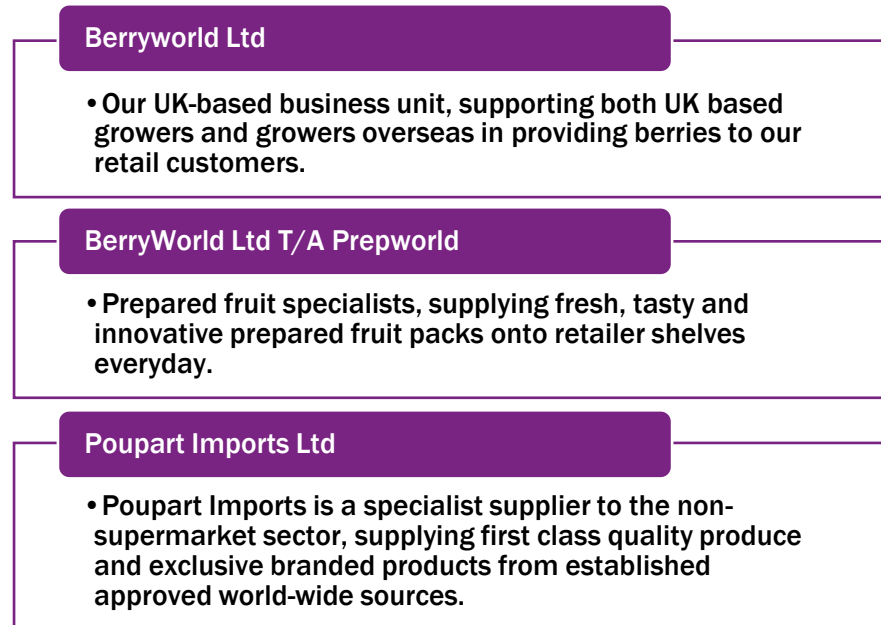 Berryworld Ltd
•Our UK-based business unit, supporting both UK based
growers and growers overseas in providing berries to our
retail customers.
BerryWorld Ltd T/A Prepworld
•Prepared fruit specialists, supplying fresh, tasty and
innovative prepared fruit packs onto retailer shelves
everyday.
Poupart Imports Ltd
•Poupart Imports is a specialist supplier to the non-
supermarket sector, supplying first class quality produce
and exclusive branded products from established
approved world-wide sources.